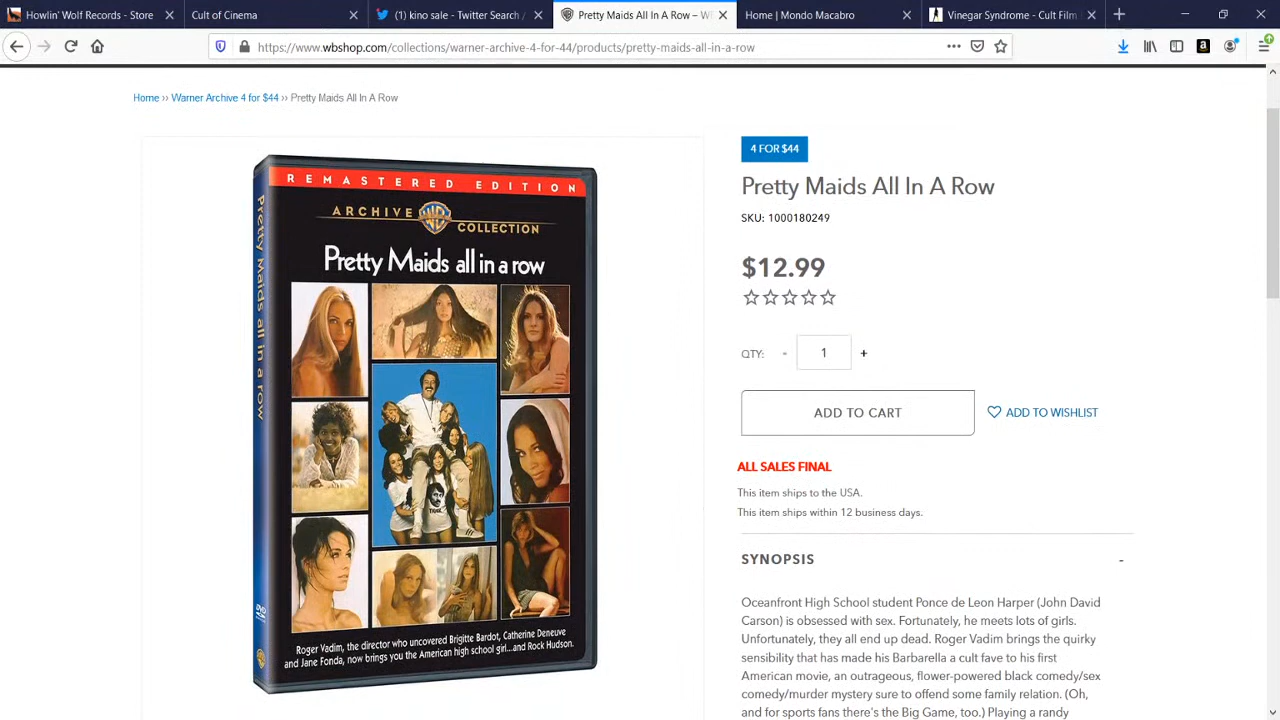 Howlin' Wolf Records - Store
Cult of Cinema
(1) kino sale - Twitter Search /
Pretty Maids All In A Row – W
Home | Mondo Macabro
Vinegar Syndrome - Cult Film
https://www.wbshop.com/collections/warner-archive-4-for-44/products/pretty-maids-all-in-a-row
Home ›› Warner Archive 4 for $44 ›› Pretty Maids All In A Row
REMASTERED EDITION
ARCHIVE WB COLLECTION
Pretty Maids all in a row
Pretty Maids all in a row
TIGER
DVD
Roger Vadim, the director who uncovered Brigitte Bardot, Catherine Deneuve
and Jane Fonda, now brings you the American high school girl...and Rock Hudson.
4 FOR $44
Pretty Maids All In A Row
SKU: 1000180249
$12.99
QTY: - 1 +
ADD TO CART
ADD TO WISHLIST
ALL SALES FINAL
This item ships to the USA.
This item ships within 12 business days.
SYNOPSIS -
Oceanfront High School student Ponce de Leon Harper (John David
Carson) is obsessed with sex. Fortunately, he meets lots of girls.
Unfortunately, they all end up dead. Roger Vadim brings the quirky
sensibility that has made his Barbarella a cult fave to his first
American movie, an outrageous, flower-powered black comedy/sex
comedy/murder mystery sure to offend some family relation. (Oh,
and for sports fans there's the Big Game, too.) Playing a randy